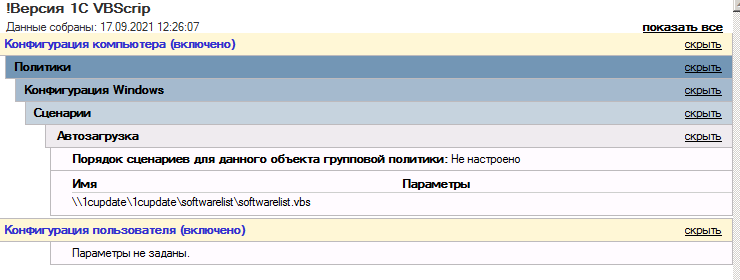 !Версия 1C VBScrip
Данные собраны: 17.09.2021 12:26:07 показать все
Конфигурация компьютера (включено) скрыть
Политики скрыть
Конфигурация Windows скрыть
Сценарии скрыть
Автозагрузка скрыть
Порядок сценариев для данного объекта групповой политики: Не настроено
Имя Параметры
\\1cupdate\1cupdate\softwarelist\softwarelist.vbs
Конфигурация пользователя (включено) скрыть
Параметры не заданы.